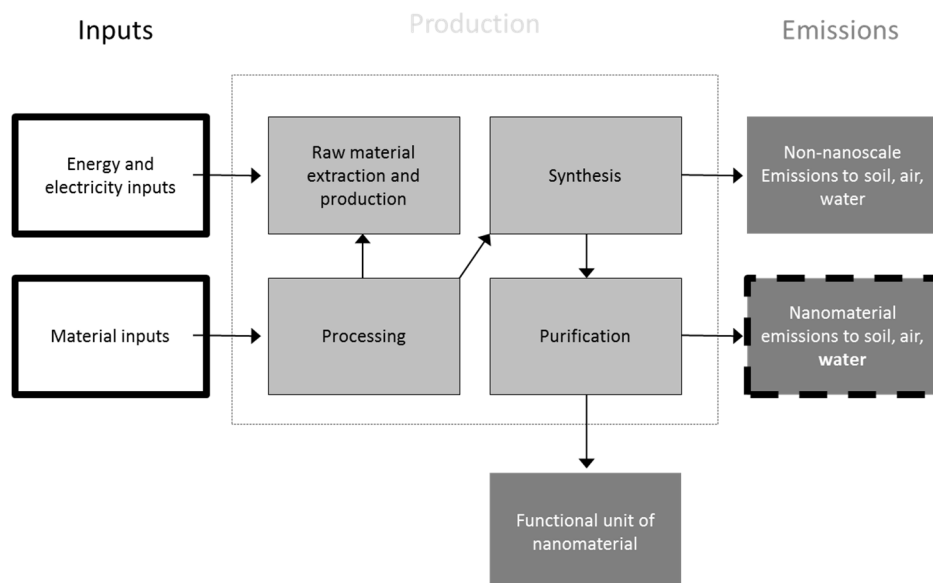 Inputs
Production
Emissions
Energy and
electricity inputs
Raw material
extraction and
production
Synthesis
Non-nanoscale
Emissions to soil, air,
water
Material inputs
Processing
Purification
Nanomaterial
emissions to soil, air,
water
Functional unit of
nanomaterial